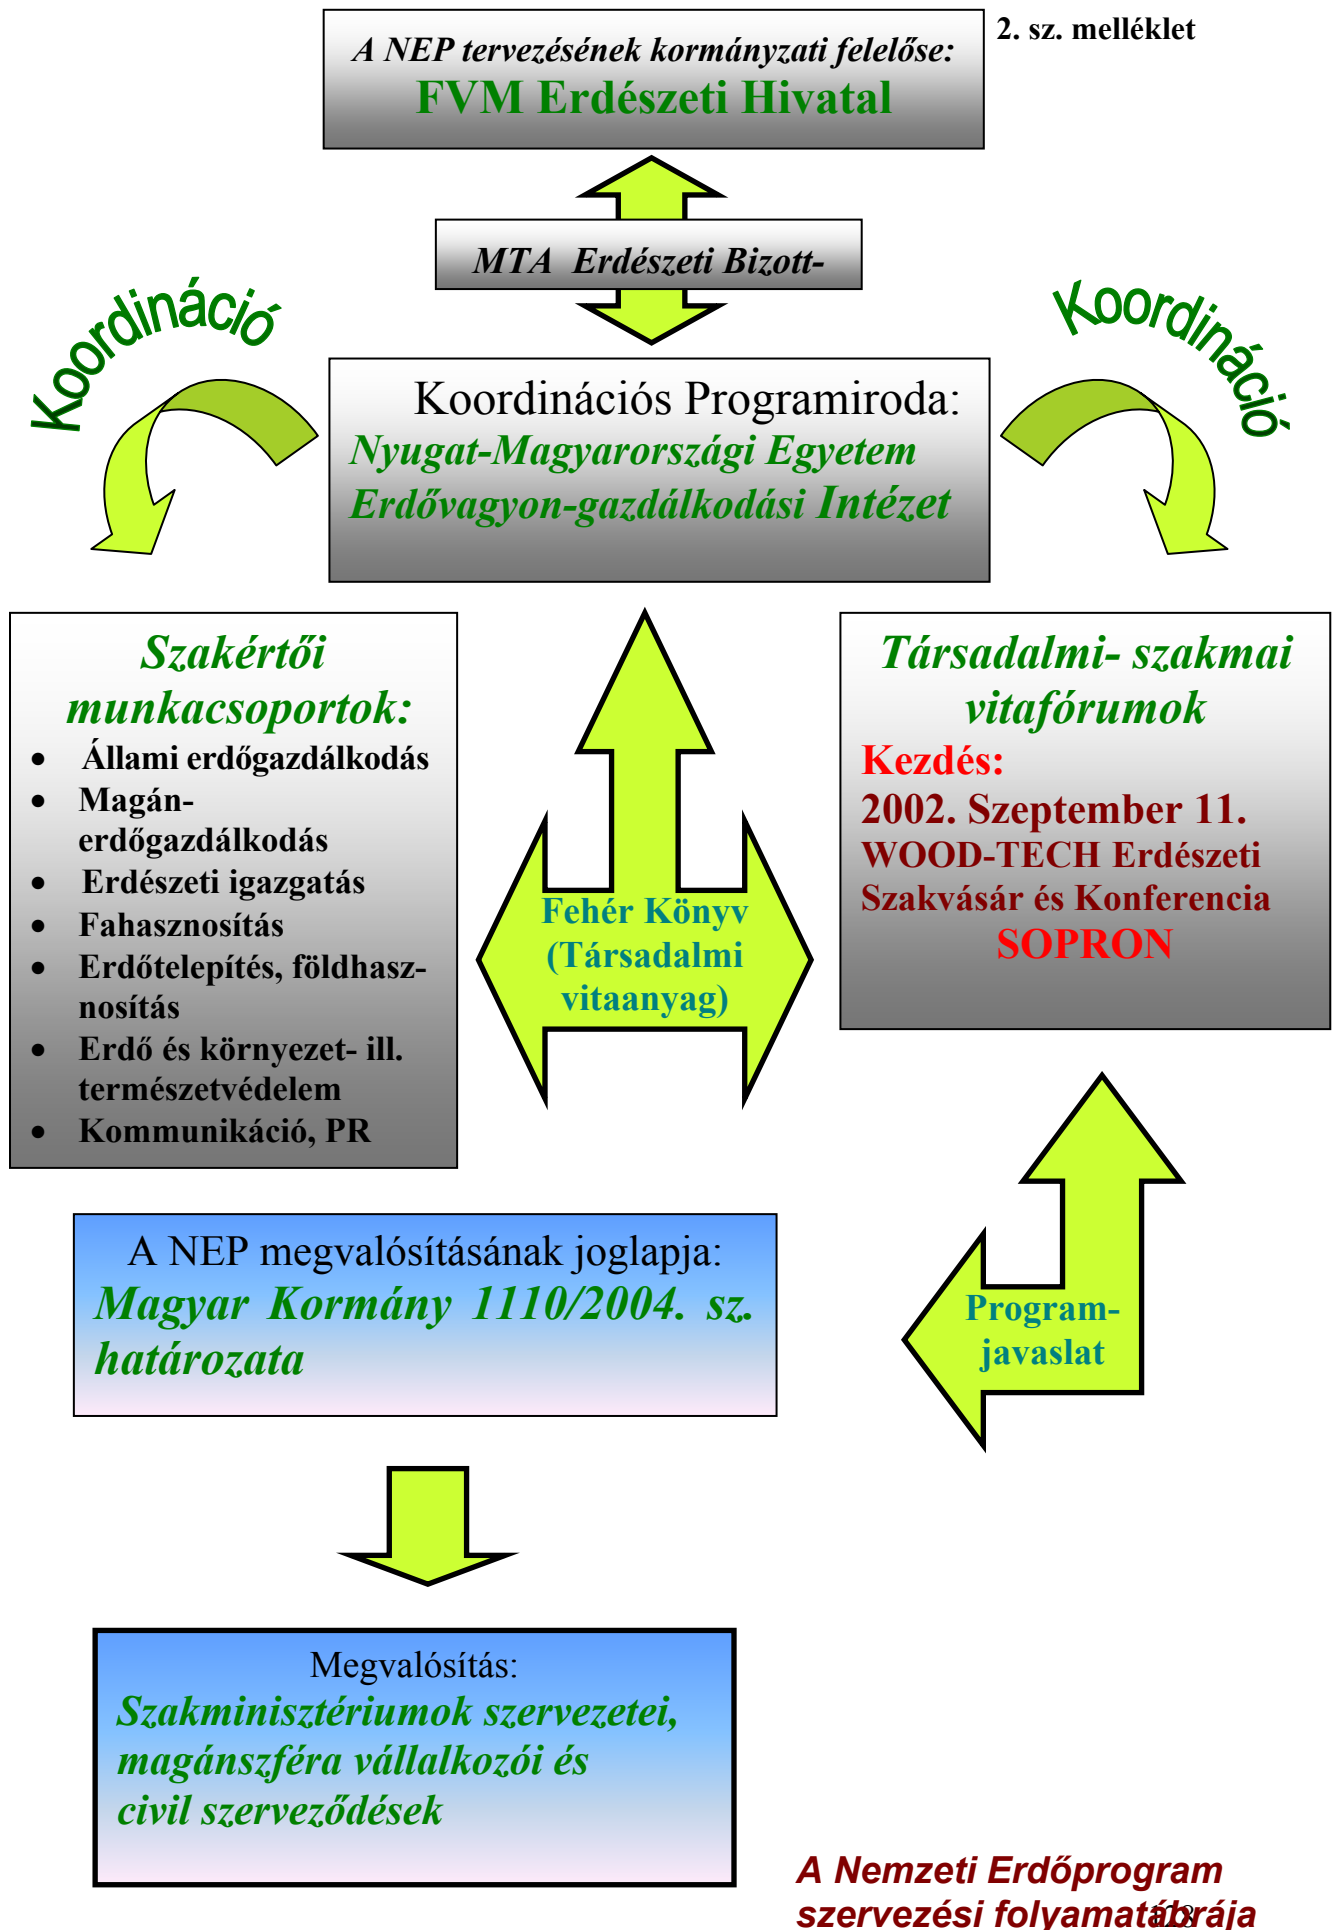 2. sz. melléklet
A NEP tervezésének kormányzati felelőse:
FVM Erdészeti Hivatal
MTA Erdészeti Bizott-
Koordináció
Koordináció
Koordinációs Programiroda:
Nyugat-Magyarországi Egyetem
Erdővagyon-gazdálkodási Intézet
Szakértői
munkacsoportok:
• Állami erdőgazdálkodás
• Magán-
erdőgazdálkodás
• Erdészeti igazgatás
• Fahasznosítás
• Erdőtelepítés, földhasz-
nosítás
• Erdő és környezet- ill.
természetvédelem
• Kommunikáció, PR
Fehér Könyv
(Társadalmi
vitaanyag)
Társadalmi- szakmai
vitafórumok
Kezdés:
2002. Szeptember 11.
WOOD-TECH Erdészeti
Szakvásár és Konferencia
SOPRON
Program-
javaslat
A NEP megvalósításának joglapja:
Magyar Kormány 1110/2004. sz.
határozata
Megvalósítás:
Szakminisztériumok szervezetei,
magánszféra vállalkozói és
civil szerveződések
A Nemzeti Erdőprogram
szervezési folyamatábrája